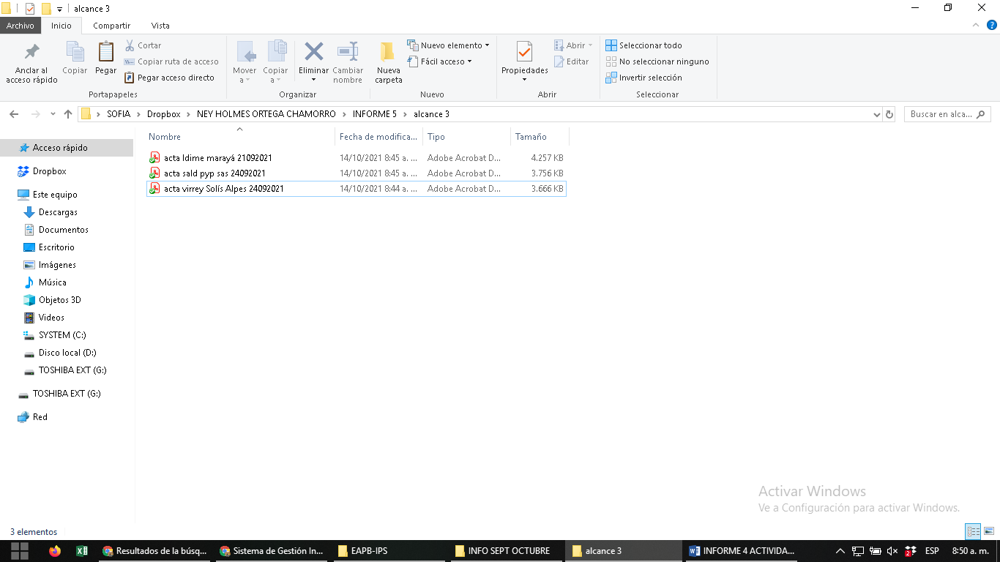 alcance 3
Archivo Inicio Compartir Vista
Anclar al acceso rápido
Copiar
Pegar
Cortar
Copiar ruta de acceso
Pegar acceso directo
Portapapeles
Mover a
Copiar a
Eliminar
Cambiar nombre
Organizar
Nueva carpeta
Nuevo elemento
Fácil acceso
Nuevo
Propiedades
Abrir
Editar
Abrir
Seleccionar todo
No seleccionar ninguno
Invertir selección
Seleccionar
SOFIA > Dropbox > NEY HOLMES ORTEGA CHAMORRO > INFORME 5 > alcance 3
Buscar en alca...
Nombre Fecha de modifica... Tipo Tamaño
acta Idime marayá 21092021 14/10/2021 8:45 a. ... Adobe Acrobat D... 4.257 KB
acta sald pyp sas 24092021 14/10/2021 8:45 a. ... Adobe Acrobat D... 3.756 KB
acta virrey Solís Alpes 24092021 14/10/2021 8:44 a. ... Adobe Acrobat D... 3.666 KB
Acceso rápido
Dropbox
Este equipo
Descargas
Documentos
Escritorio
Imágenes
Música
Objetos 3D
Videos
SYSTEM (C:)
Disco local (D:)
TOSHIBA EXT (G:)
TOSHIBA EXT (G:)
Red
Activar Windows
Ve a Configuración para activar Windows.
3 elementos
Resultados de la búsq... Sistema de Gestión In... EAPB-IPS INFO SEPT OCTUBRE alcance 3 INFORME 4 ACTIVIDA... 2 ESP 8:50 a. m.